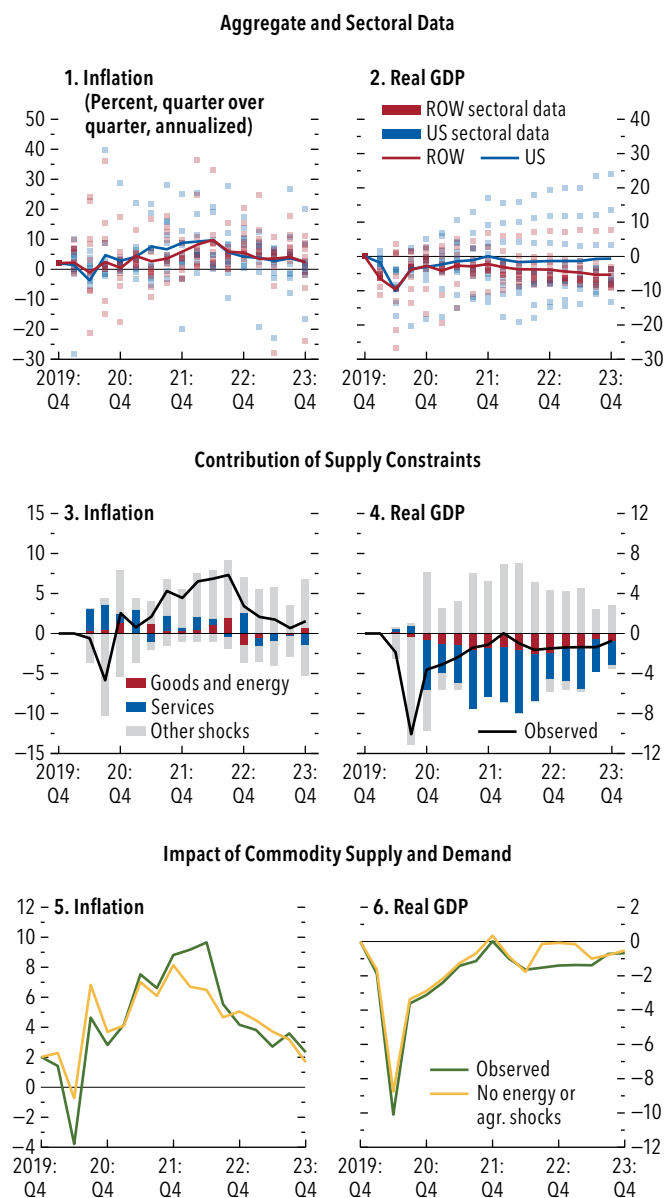 Aggregate and Sectoral Data
1. Inflation
(Percent, quarter over
quarter, annualized)
50
40
30
20
10
0
−10
−20
−30
2019:
Q4
20:
Q4
21:
Q4
22:
Q4
23:
Q4
2. Real GDP
ROW sectoral data
US sectoral data
ROW
US
40
30
20
10
0
−10
−20
−30
−40
2019:
Q4
20:
Q4
21:
Q4
22:
Q4
23:
Q4
Contribution of Supply Constraints
3. Inflation
15
10
5
0
−5
−10
−15
Goods and energy
Services
Other shocks
2019:
Q4
20:
Q4
21:
Q4
22:
Q4
23:
Q4
4. Real GDP
12
8
4
0
−4
−8
−12
Observed
2019:
Q4
20:
Q4
21:
Q4
22:
Q4
23:
Q4
Impact of Commodity Supply and Demand
5. Inflation
12
10
8
6
4
2
0
−2
−4
2019:
Q4
20:
Q4
21:
Q4
22:
Q4
23:
Q4
6. Real GDP
2
0
−2
−4
−6
−8
−10
−12
Observed
No energy or
agr. shocks
2019:
Q4
20:
Q4
21:
Q4
22:
Q4
23:
Q4